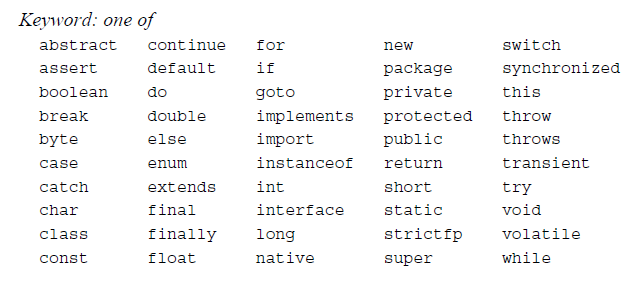 Keyword: one of
abstract continue for new switch
assert default if package synchronized
boolean do goto private this
break double implements protected throw
byte else import public throws
case enum instanceof return transient
catch extends int short try
char final interface static void
class finally long strictfp volatile
const float native super while